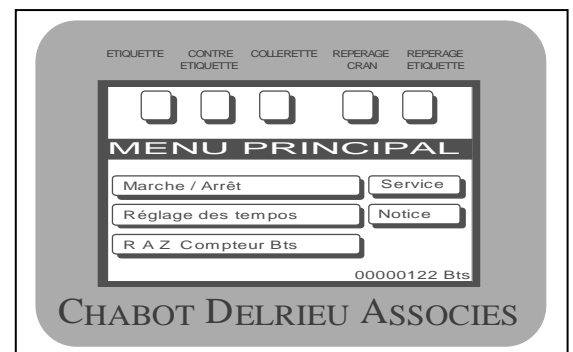 ETIQUETTE CONTRE ETIQUETTE COLLERETTE REPERAGE CRAN REPERAGE ETIQUETTE
MENU PRINCIPAL
Marche / Arrêt Service
Réglage des tempos Notice
R A Z Compteur Bts
00000122 Bts
CHABOT DELRIEU ASSOCIES